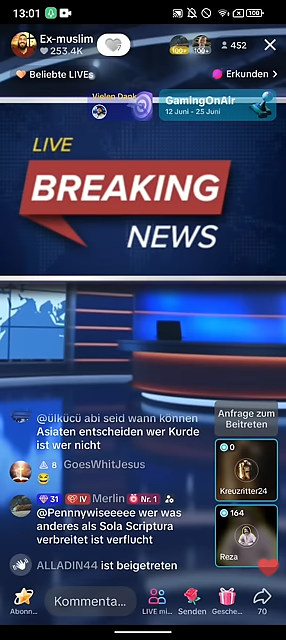 13:01
100
Ex-muslim
253.4K
100+
100+
452
Beliebte LIVEs
Erkunden >
Vielen Dank
GamingOnAir
12 Juni - 25 Juni
LIVE
BREAKING
NEWS
@ülkücü abi seid wann können
Asiaten entscheiden wer Kurde
ist wer nicht
Anfrage zum
Beitreten
8 GoesWhitJesus
0
Kreuzritter24
31 IV Merlin Nr. 1
@Pennnywiseeeee wer was
anderes als Sola Scriptura
verbreitet ist verflucht
164
Reza
ALLADIN44 ist beigetreten
Abonn...
Kommenta...
LIVE mi...
Senden
Gesche...
70